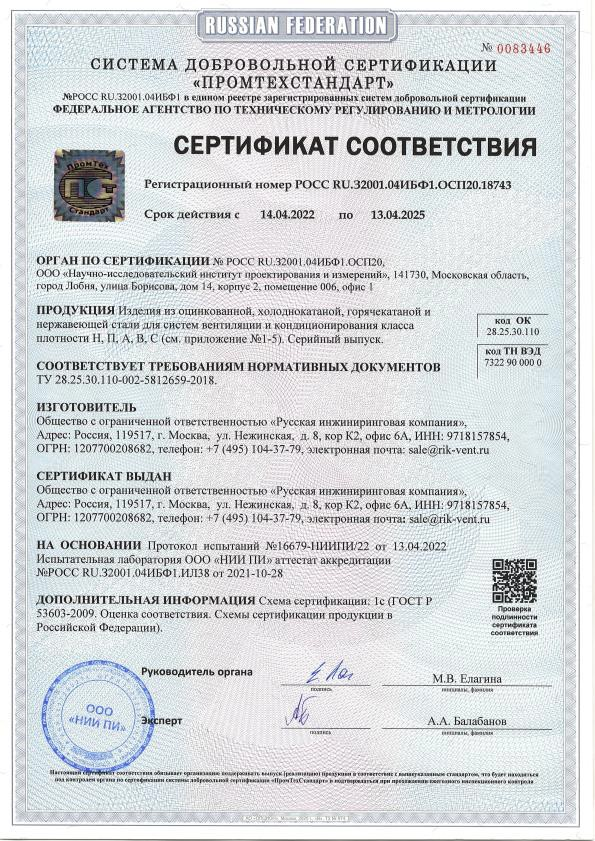 RUSSIAN FEDERATION
№ 0083446
СИСТЕМА ДОБРОВОЛЬНОЙ СЕРТИФИКАЦИИ
«ПРОМТЕХСТАНДАРТ»
№РОСС RU.32001.04ИБФ1 в едином реестре зарегистрированных систем добровольной сертификации
ФЕДЕРАЛЬНОЕ АГЕНТСТВО ПО ТЕХНИЧЕСКОМУ РЕГУЛИРОВАНИЮ И МЕТРОЛОГИИ
СЕРТИФИКАТ СООТВЕТСТВИЯ
ПромТех
Стандарт
Регистрационный номер РОСС RU.32001.04ИБФ1.ОСП20.18743
Срок действия с 14.04.2022 по 13.04.2025
ОРГАН ПО СЕРТИФИКАЦИИ № РОСС RU.32001.04ИБФ1.ОСП20,
ООО «Научно-исследовательский институт проектирования и измерений», 141730, Московская область,
город Лобня, улица Борисова, дом 14, корпус 2, помещение 006, офис 1
ПРОДУКЦИЯ Изделия из оцинкованной, холоднокатаной, горячекатаной и
нержавеющей стали для систем вентиляции и кондиционирования класса
плотности Н, П, А, В, С (см. приложение №1-5). Серийный выпуск.
код ОК
28.25.30.110
код ТН ВЭД
7322 90 000 0
СООТВЕТСТВУЕТ ТРЕБОВАНИЯМ НОРМАТИВНЫХ ДОКУМЕНТОВ
ТУ 28.25.30.110-002-5812659-2018.
ИЗГОТОВИТЕЛЬ
Общество с ограниченной ответственностью «Русская инжиниринговая компания»,
Адрес: Россия, 119517, г. Москва, ул. Нежинская, д. 8, кор К2, офис 6А, ИНН: 9718157854,
ОГРН: 1207700208682, телефон: +7 (495) 104-37-79, электронная почта: sale@rik-vent.ru
СЕРТИФИКАТ ВЫДАН
Общество с ограниченной ответственностью «Русская инжиниринговая компания»,
Адрес: Россия, 119517, г. Москва, ул. Нежинская, д. 8, кор К2, офис 6А, ИНН: 9718157854,
ОГРН: 1207700208682, телефон: +7 (495) 104-37-79, электронная почта: sale@rik-vent.ru
НА ОСНОВАНИИ Протокол испытаний №16679-НИИПИ/22 от 13.04.2022
Испытательная лаборатория ООО «НИИ ПИ» аттестат аккредитации
№РОСС RU.32001.04ИБФ1.ИЛ38 от 2021-10-28
ДОПОЛНИТЕЛЬНАЯ ИНФОРМАЦИЯ Схема сертификации: 1с (ГОСТ Р
53603-2009. Оценка соответствия. Схемы сертификации продукции в
Российской Федерации).
Проверка
подлинности
сертификата
соответствия
Руководитель органа
М.В. Елагина
подпись
инициалы, фамилия
Эксперт
А.А. Балабанов
подпись
инициалы, фамилия
ООО
«НИИ ПИ»
Настоящий сертификат соответствия обязывает организацию поддерживать выпуск (реализацию) продукции в соответствие с вышеуказанным стандартом, что будет находиться
под контролем органа по сертификации системы добровольной сертификации «ПромТехСтандарт» и подтверждаться при прохождении ежегодного инспекционного контроля